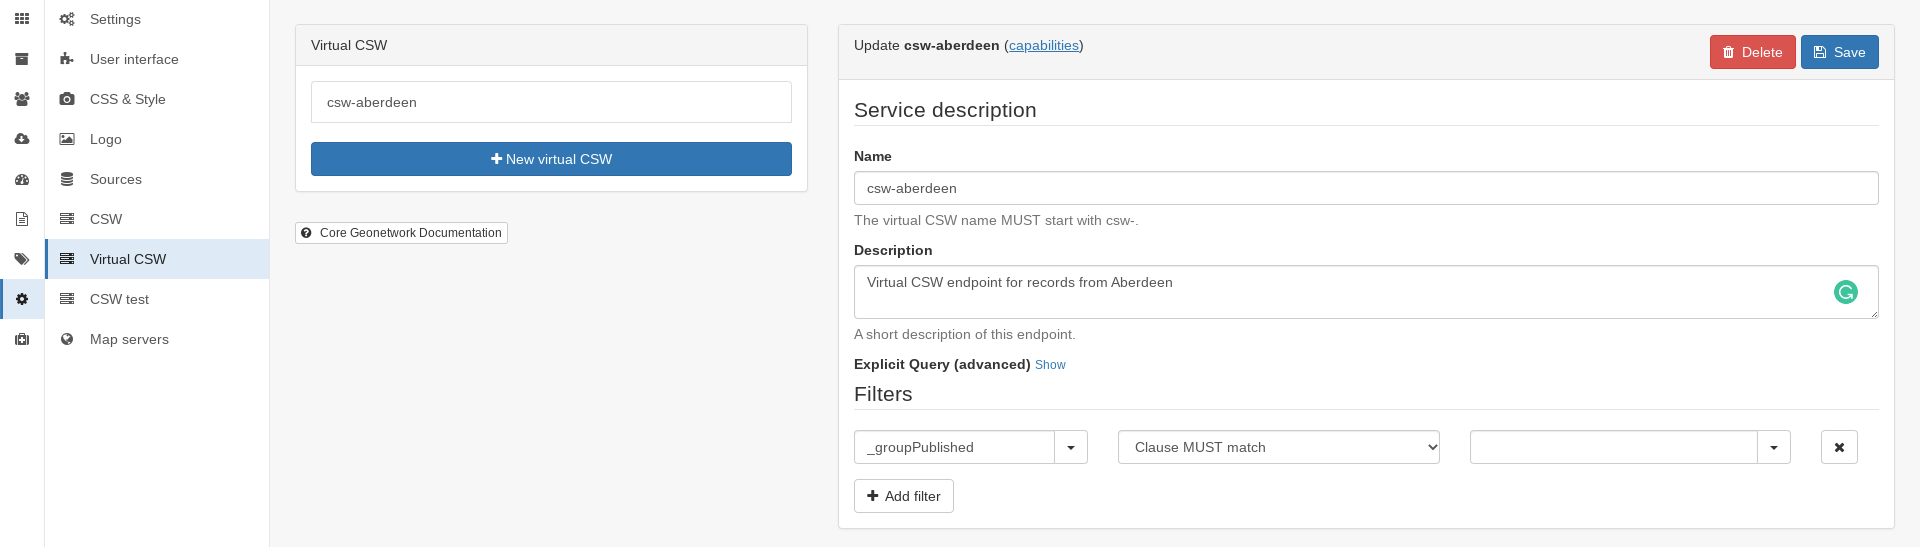 Settings
User interface
CSS & Style
Logo
Sources
CSW
Virtual CSW
CSW test
Map servers
Virtual CSW
csw-aberdeen
New virtual CSW
Core Geonetwork Documentation
Update csw-aberdeen (capabilities)
Delete
Save
Service description
Name
csw-aberdeen
The virtual CSW name MUST start with csw-.
Description
Virtual CSW endpoint for records from Aberdeen
A short description of this endpoint.
Explicit Query (advanced) Show
Filters
_groupPublished
Clause MUST match
Add filter